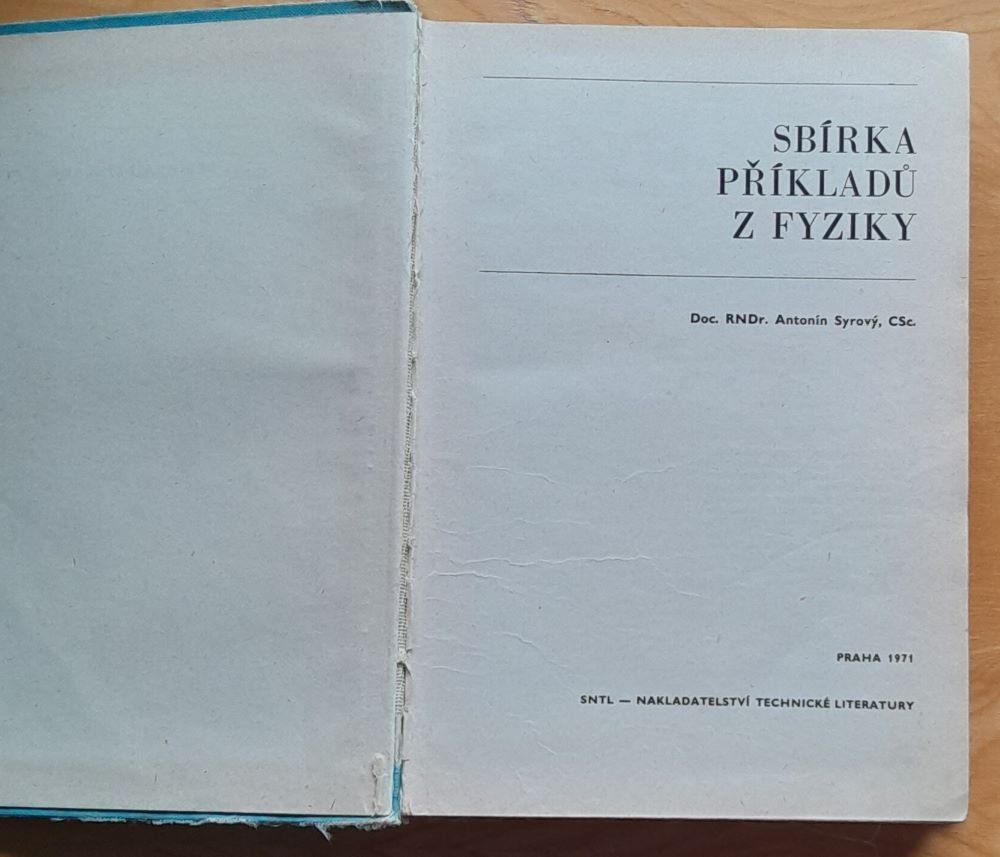 SBÍRKA
PŘÍKLADŮ
Z FYZIKY
Doc. RNDr. Antonín Syrový, CSc.
PRAHA 1971
SNTL — NAKLADATELSTVÍ TECHNICKÉ LITERATURY